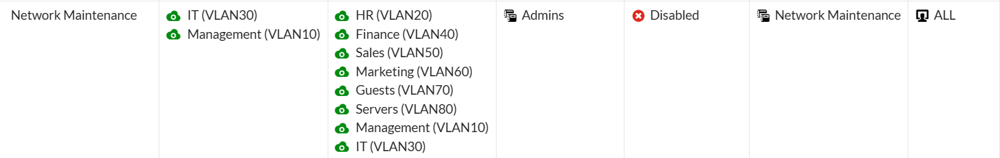 Network Maintenance
IT (VLAN30)
Management (VLAN10)
HR (VLAN20)
Finance (VLAN40)
Sales (VLAN50)
Marketing (VLAN60)
Guests (VLAN70)
Servers (VLAN80)
Management (VLAN10)
IT (VLAN30)
Admins
Disabled
Network Maintenance
ALL